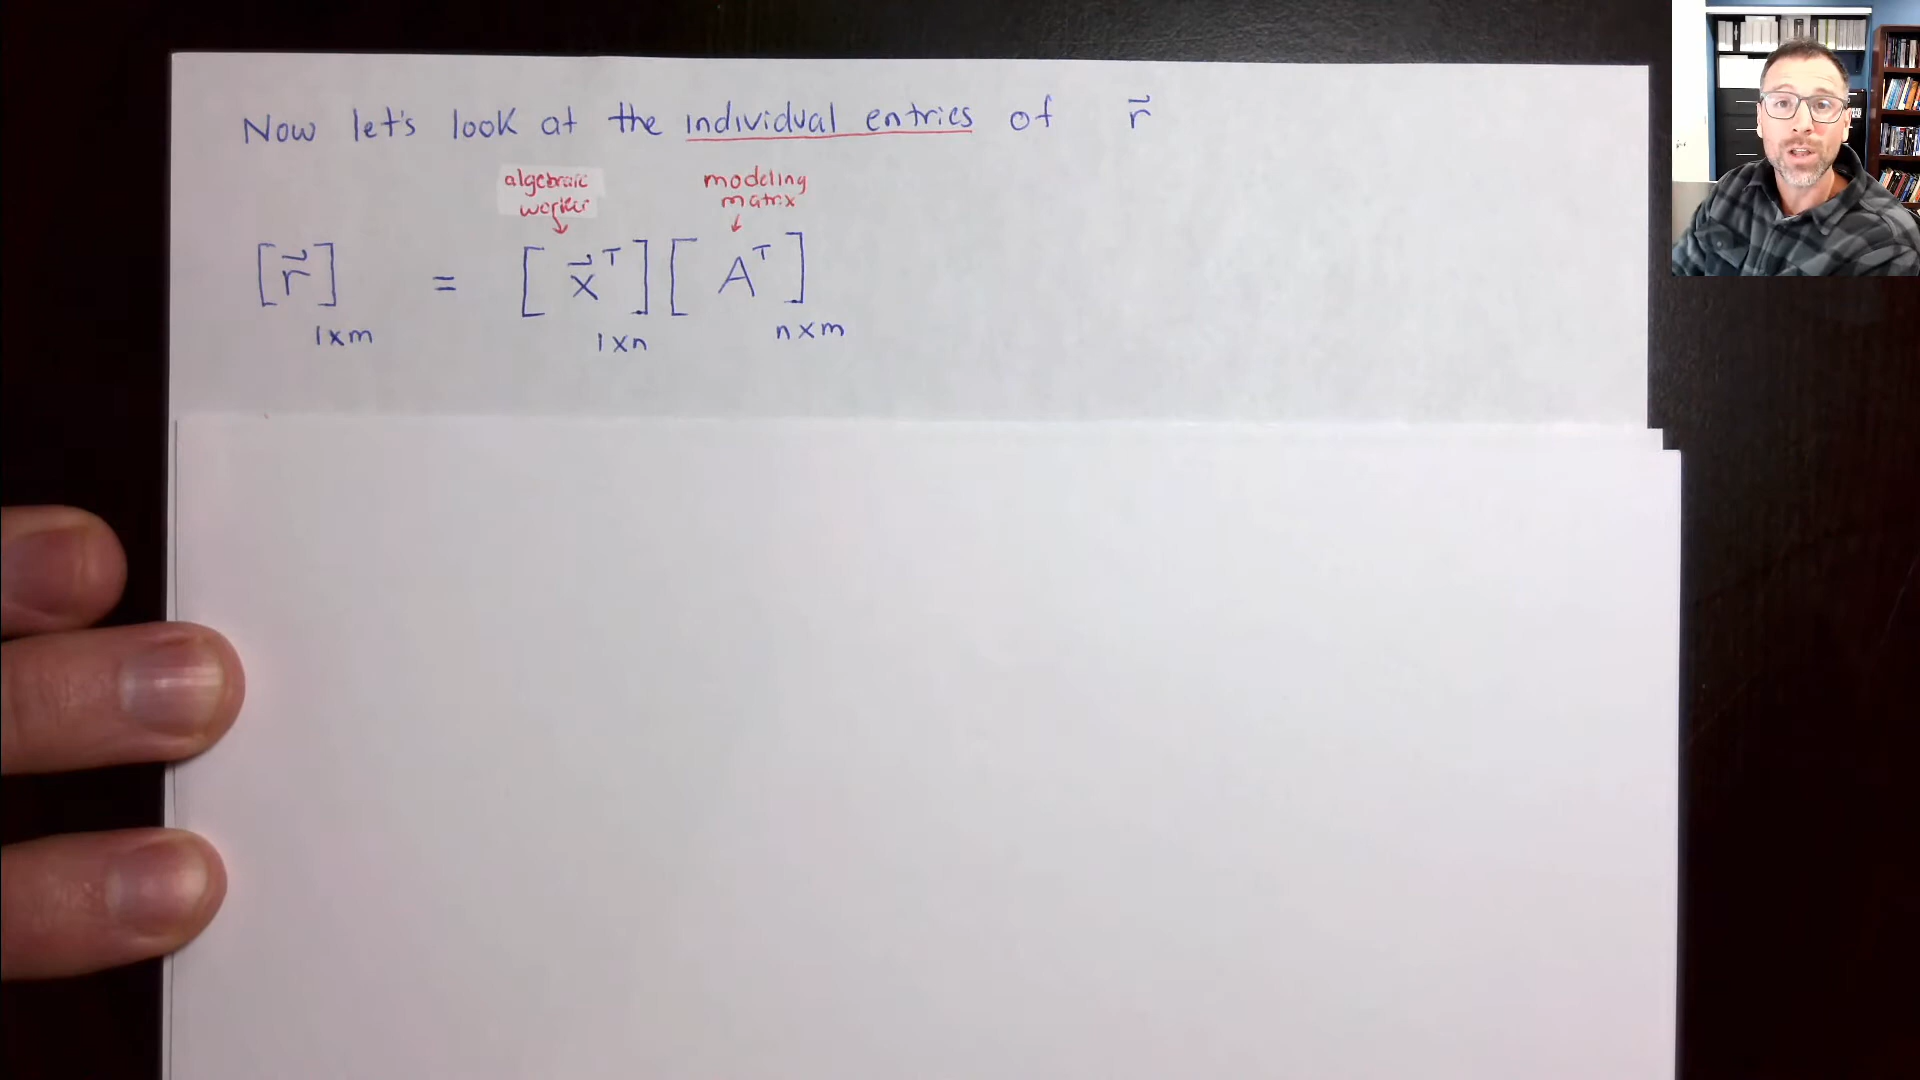 Now let's look at the individual entries of r⃗
algebraic modeling
worker matrix
[r⃗] = [x⃗ᵀ][Aᵀ]
1×m 1×n n×m